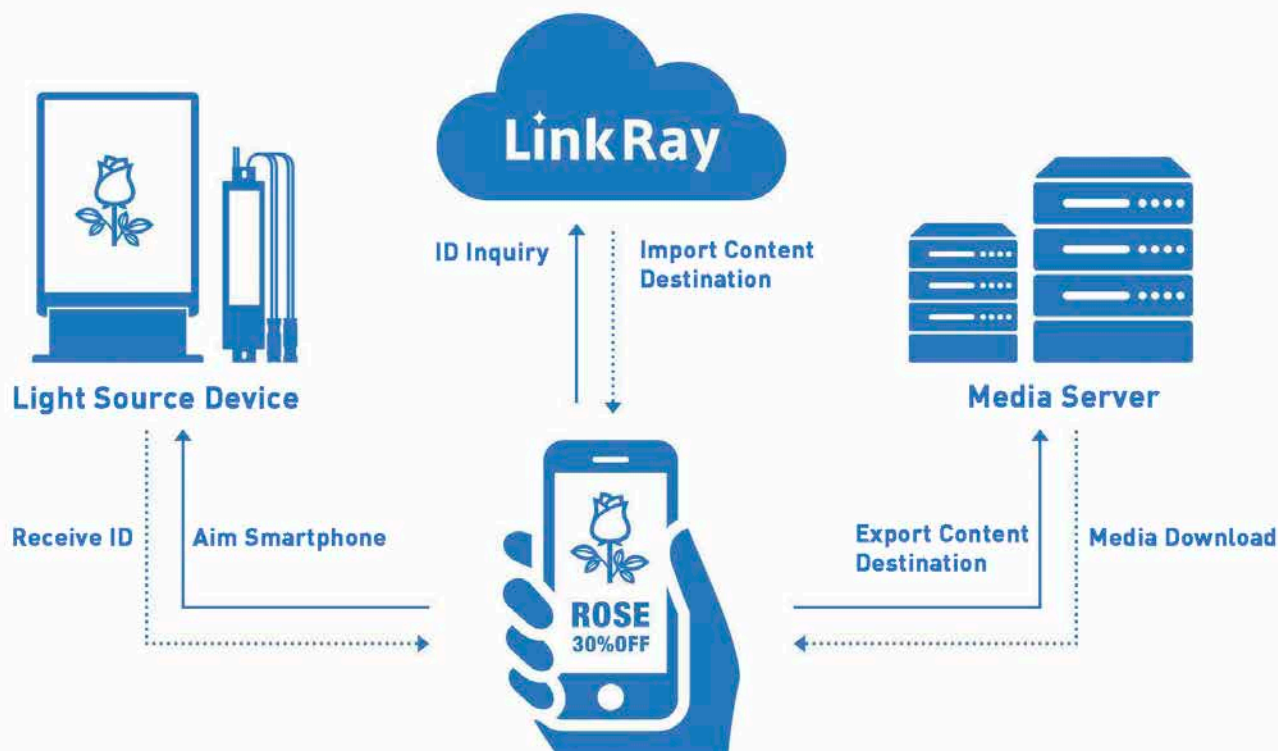 LinkRay
ID Inquiry
Import Content
Destination
Light Source Device
Media Server
Receive ID
Aim Smartphone
Export Content
Destination
Media Download
ROSE
30%OFF